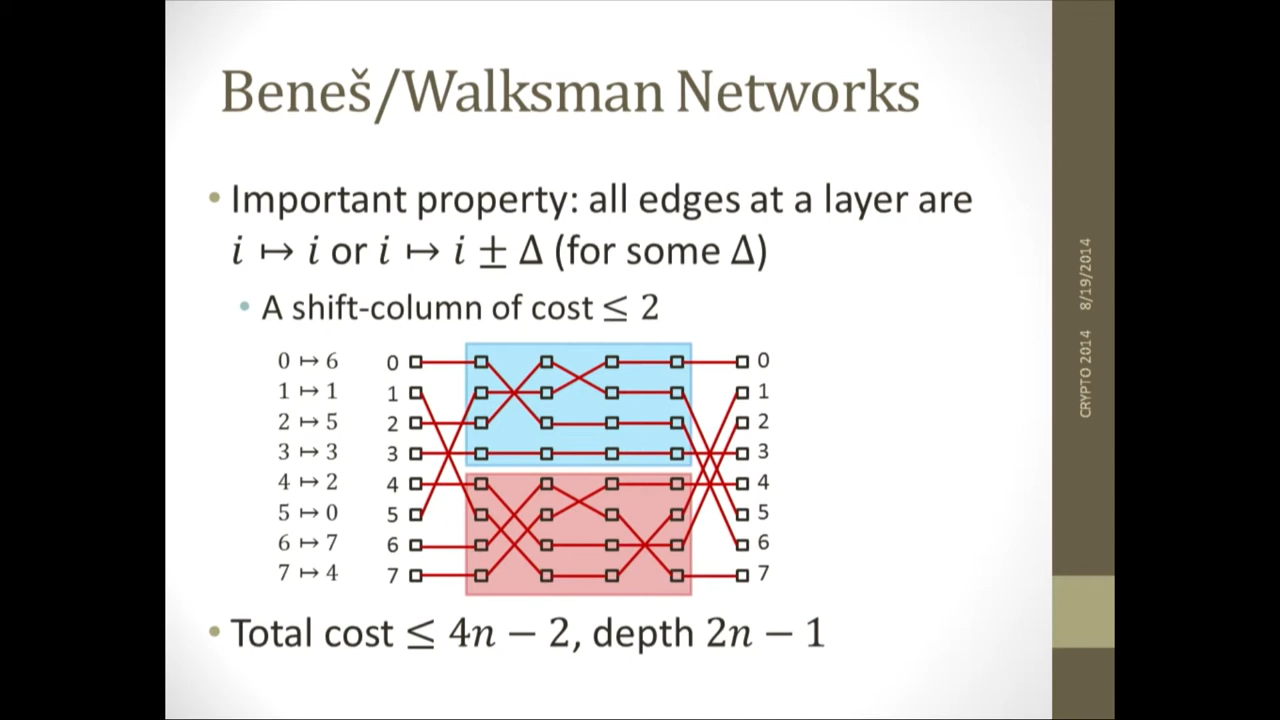 Beneš/Walksman Networks
• Important property: all edges at a layer are
i ↦ i or i ↦ i ± Δ (for some Δ)
• A shift-column of cost ≤ 2
0 ↦ 6 0 0
1 ↦ 1 1 1
2 ↦ 5 2 2
3 ↦ 3 3 3
4 ↦ 2 4 4
5 ↦ 0 5 5
6 ↦ 7 6 6
7 ↦ 4 7 7
• Total cost ≤ 4n − 2, depth 2n − 1
CRYPTO 2014 8/19/2014